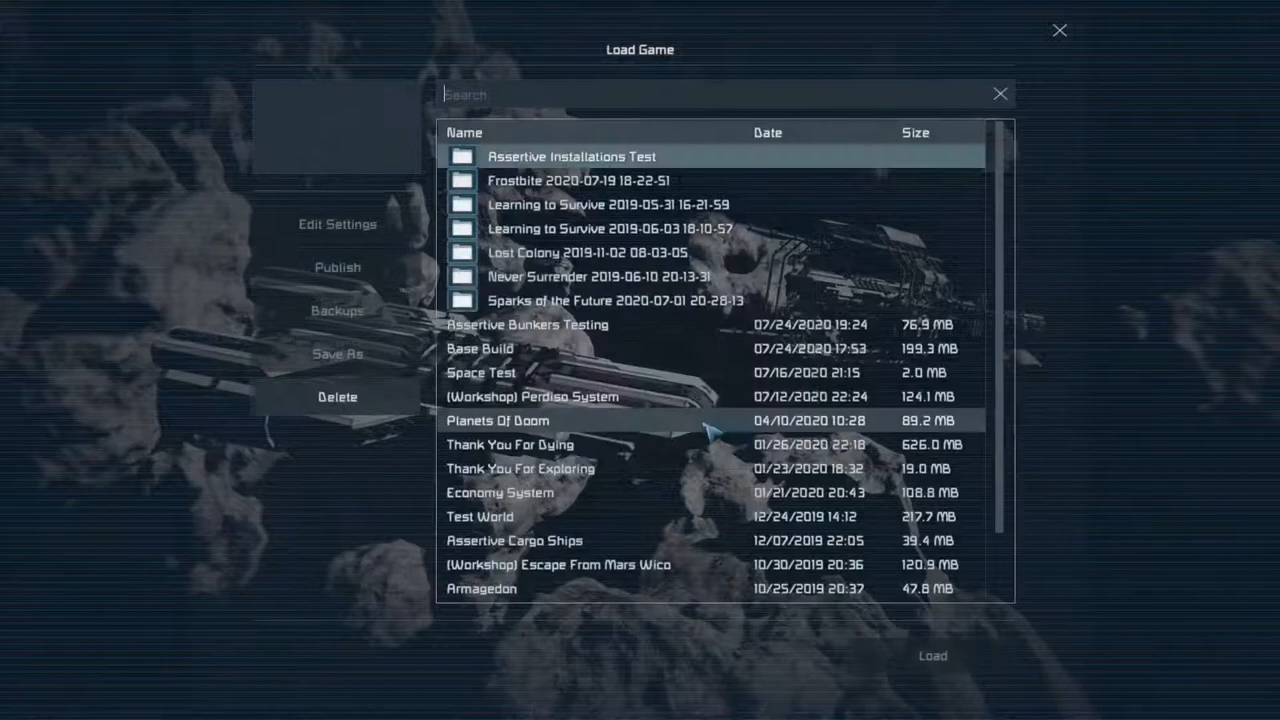 Load Game
Search
Name Date Size
Assertive Installations Test
Frostbite 2020-07-19 18-22-51
Learning to Survive 2019-05-31 16-21-59
Learning to Survive 2019-06-03 18-10-57
Lost Colony 2019-11-02 08-03-05
Never Surrender 2019-06-10 20-13-31
Sparks of the Future 2020-07-01 20-28-13
Assertive Bunkers Testing 07/24/2020 19:24 76.9 MB
Base Build 07/24/2020 17:53 199.3 MB
Space Test 07/16/2020 21:15 2.0 MB
(Workshop) Perdiso System 07/12/2020 22:24 124.1 MB
Planets Of Doom 04/10/2020 10:28 89.2 MB
Thank You For Dying 01/26/2020 22:18 626.0 MB
Thank You For Exploring 01/23/2020 18:32 19.0 MB
Economy System 01/21/2020 20:43 108.8 MB
Test World 12/24/2019 14:12 217.7 MB
Assertive Cargo Ships 12/07/2019 22:05 39.4 MB
(Workshop) Escape From Mars Wico 10/30/2019 20:36 120.9 MB
Armagedon 10/25/2019 20:37 47.8 MB
Edit Settings
Publish
Backups
Save As
Delete
Load